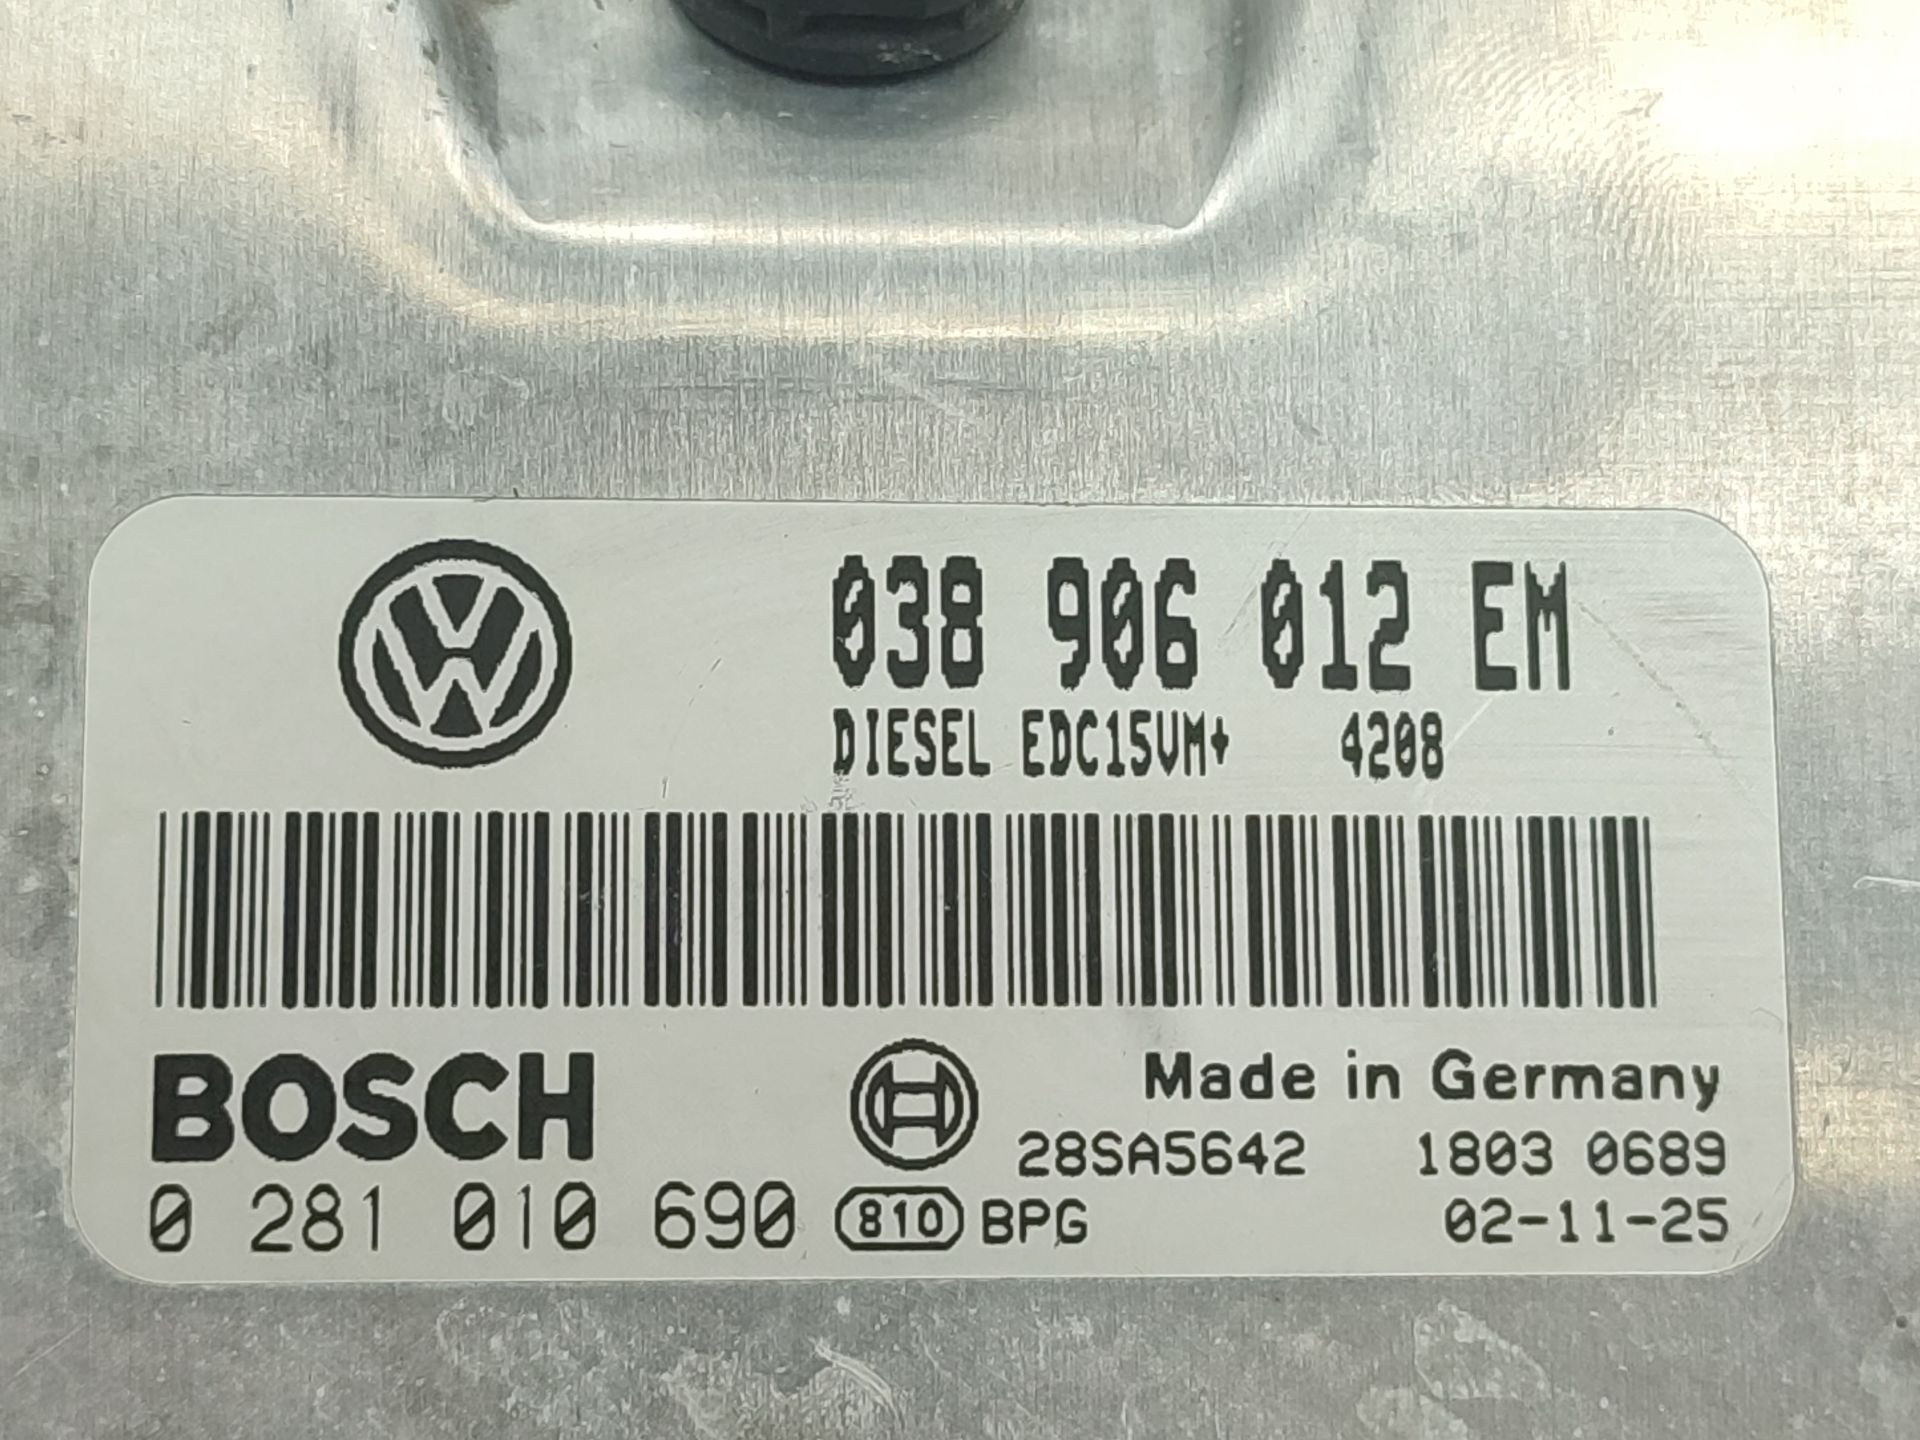 038 906 012 EM
DIESEL EDC15VM+ 4208
BOSCH
Made in Germany
28SA5642 1803 0689
0 281 010 690 810 BPG 02-11-25